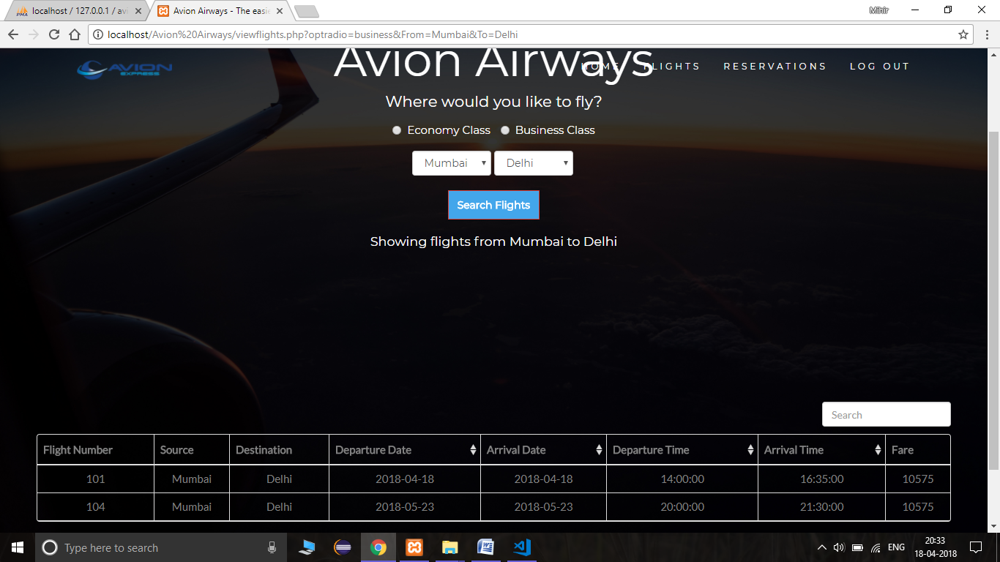 localhost / 127.0.0.1 / avi
Avion Airways - The easie
Mihir
localhost/Avion%20Airways/viewflights.php?optradio=business&From=Mumbai&To=Delhi
AVION
EXPRESS
Avion Airways
HOME FLIGHTS RESERVATIONS LOG OUT
Where would you like to fly?
Economy Class Business Class
Mumbai Delhi
Search Flights
Showing flights from Mumbai to Delhi
Search
Flight Number Source Destination Departure Date Arrival Date Departure Time Arrival Time Fare
101 Mumbai Delhi 2018-04-18 2018-04-18 14:00:00 16:35:00 10575
104 Mumbai Delhi 2018-05-23 2018-05-23 20:00:00 21:30:00 10575
Type here to search
ENG
20:33
18-04-2018